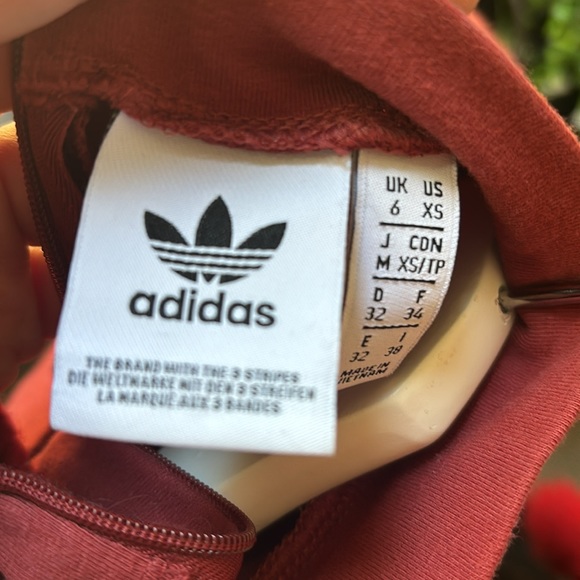 adidas
THE BRAND WITH THE 3 STRIPES
DIE WELTMARKE MIT DEN 3 STREIFEN
LA MARQUE AUX 3 BANDES
UK US
6 XS
J CDN
M XS/TP
D F
32 34
E I
32 38
MADE IN
VIETNAM